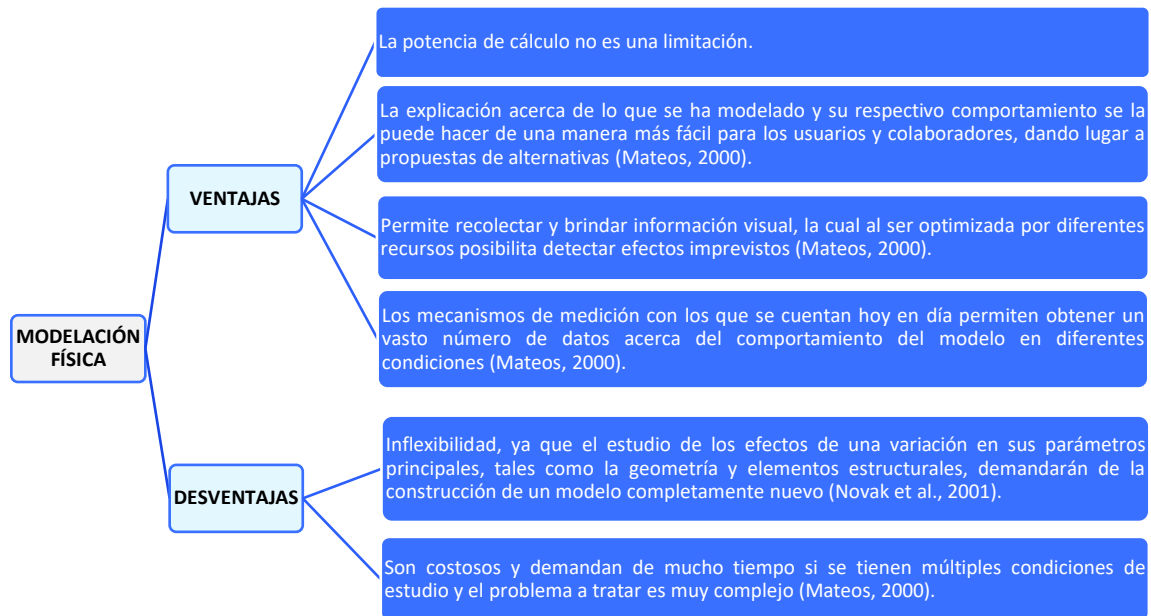 MODELACIÓN
FÍSICA
VENTAJAS
La potencia de cálculo no es una limitación.
La explicación acerca de lo que se ha modelado y su respectivo comportamiento se la
puede hacer de una manera más fácil para los usuarios y colaboradores, dando lugar a
propuestas de alternativas (Mateos, 2000).
Permite recolectar y brindar información visual, la cual al ser optimizada por diferentes
recursos posibilita detectar efectos imprevistos (Mateos, 2000).
Los mecanismos de medición con los que se cuentan hoy en día permiten obtener un
vasto número de datos acerca del comportamiento del modelo en diferentes
condiciones (Mateos, 2000).
DESVENTAJAS
Inflexibilidad, ya que el estudio de los efectos de una variación en sus parámetros
principales, tales como la geometría y elementos estructurales, demandarán de la
construcción de un modelo completamente nuevo (Novak et al., 2001).
Son costosos y demandan de mucho tiempo si se tienen múltiples condiciones de
estudio y el problema a tratar es muy complejo (Mateos, 2000).